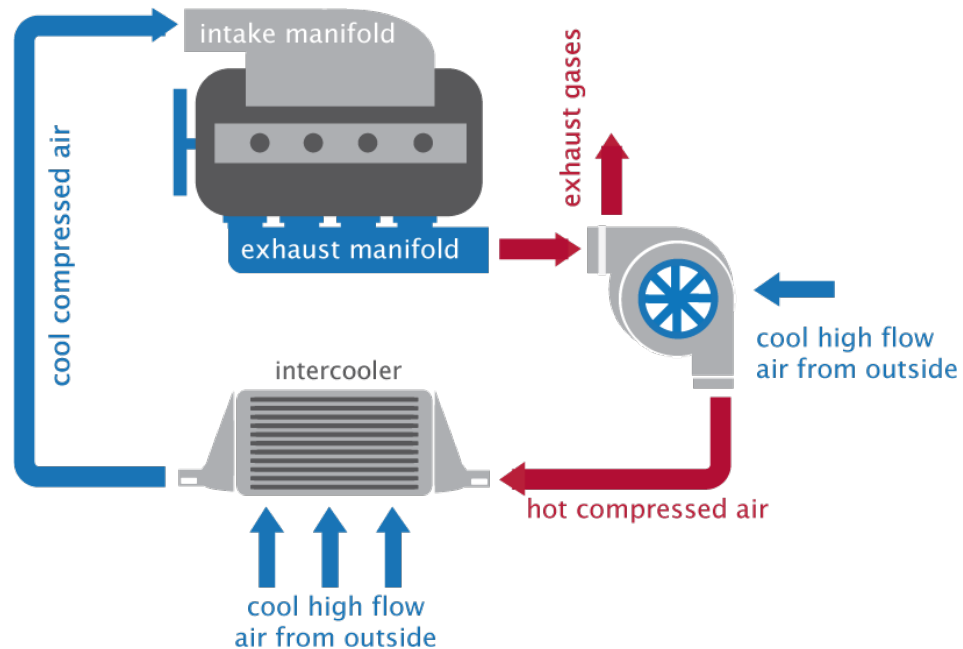 intake manifold
exhaust gases
cool compressed air
exhaust manifold
cool high flow
air from outside
intercooler
hot compressed air
cool high flow
air from outside